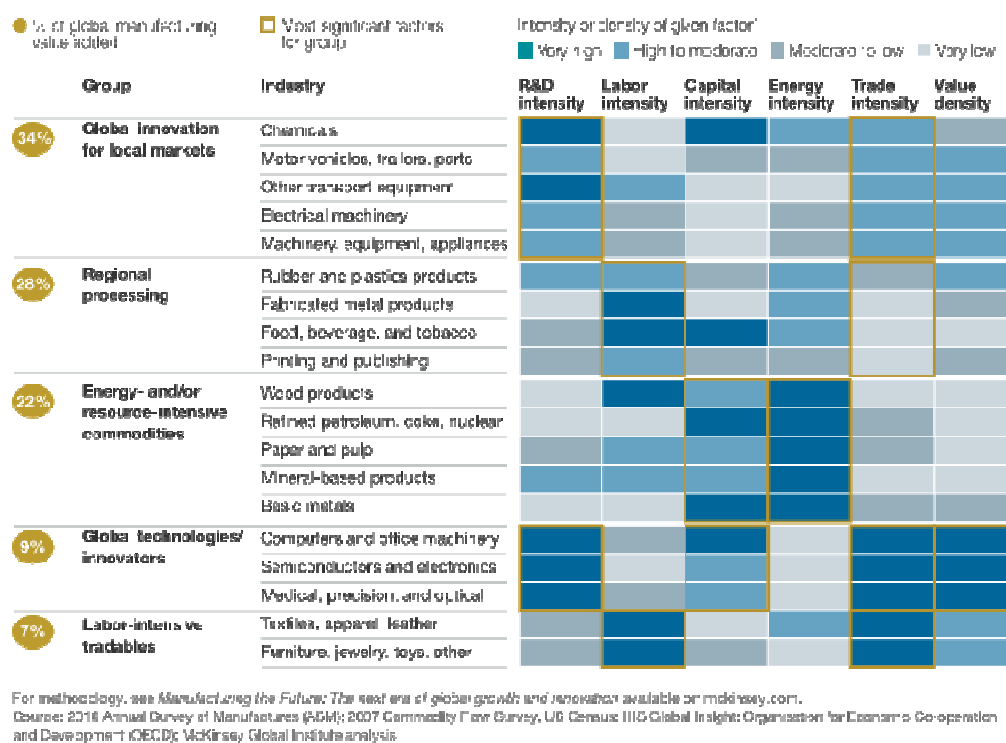 % of global manufacturing
value added
Most significant factors
for group
Intensity or density of given factor
Very high High to moderate Moderate to low Very low
Group Industry R&D Labor Capital Energy Trade Value
intensity intensity intensity intensity intensity density
34% Global innovation
for local markets
Chemicals
Motor vehicles, trailers, parts
Other transport equipment
Electrical machinery
Machinery, equipment, appliances
28% Regional
processing
Rubber and plastics products
Fabricated metal products
Food, beverage, and tobacco
Printing and publishing
22% Energy- and/or
resource-intensive
commodities
Wood products
Refined petroleum, coke, nuclear
Paper and pulp
Mineral-based products
Basic metals
9% Global technologies/
innovators
Computers and office machinery
Semiconductors and electronics
Medical, precision, and optical
7% Labor-intensive
tradables
Textiles, apparel, leather
Furniture, jewelry, toys, other
For methodology, see Manufacturing the Future: The next era of global growth and innovation available on mckinsey.com.
Source: Annual Survey of Manufactures (ASM); 2007 Commodity Flow Survey, US Census; IHS Global Insight; Organisation for Economic Co-operation
and Development (OECD); McKinsey Global Institute analysis